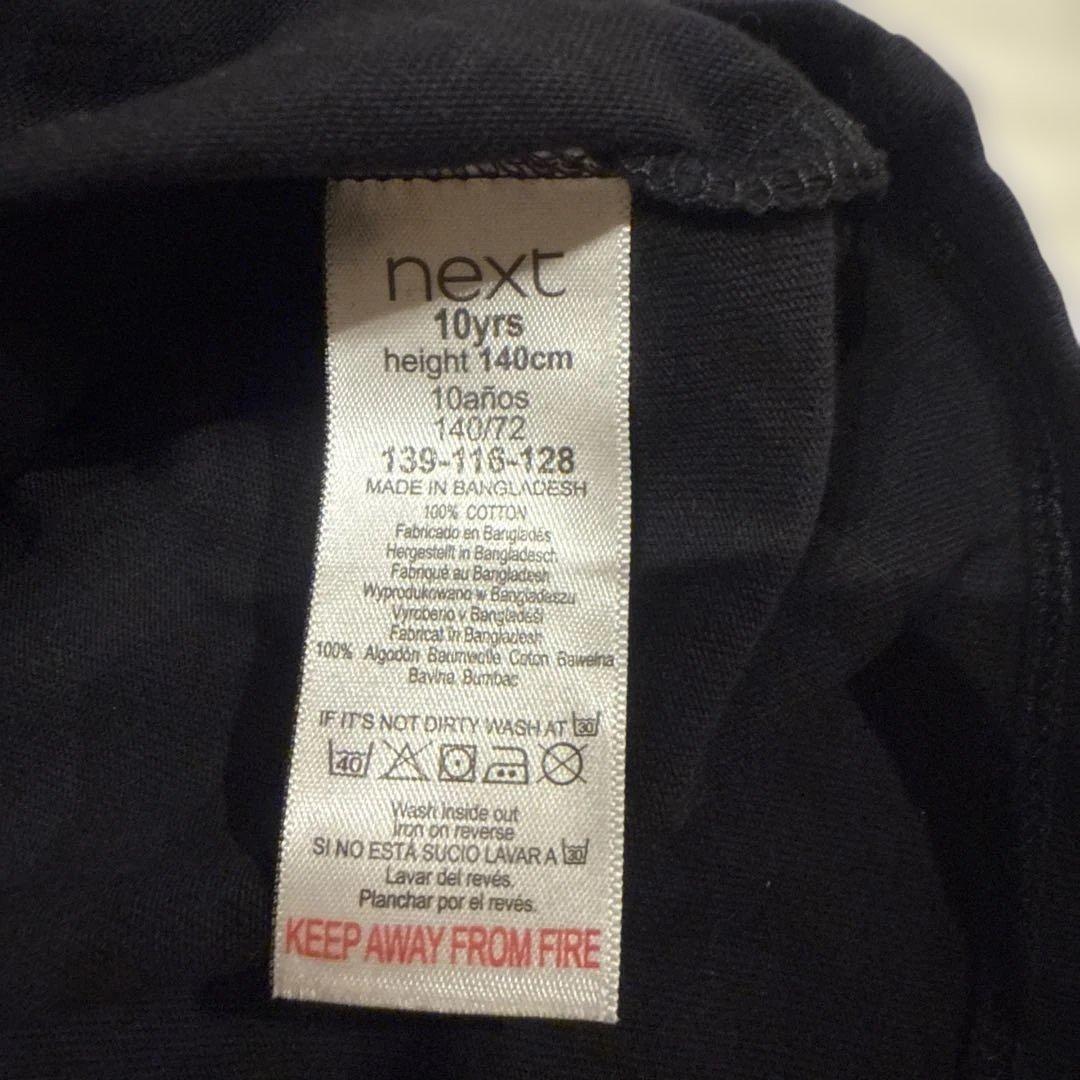 next
10yrs
height 140cm
10años
140/72
139-116-128
MADE IN BANGLADESH
100% COTTON
Fabricado en Bangladés
Hergestellt in Bangladesch
Fabriqué au Bangladesh
Wyprodukowano w Bangladeszu
Vyrobeno v Bangladéši
Fabricat în Bangladesh
100% Algodón Baumwolle Coton Bawełna
Bavlna Bumbac
IF IT'S NOT DIRTY WASH AT 30
40
Wash inside out
Iron on reverse
SI NO ESTÁ SUCIO LAVAR A 30
Lavar del revés.
Planchar por el revés.
KEEP AWAY FROM FIRE